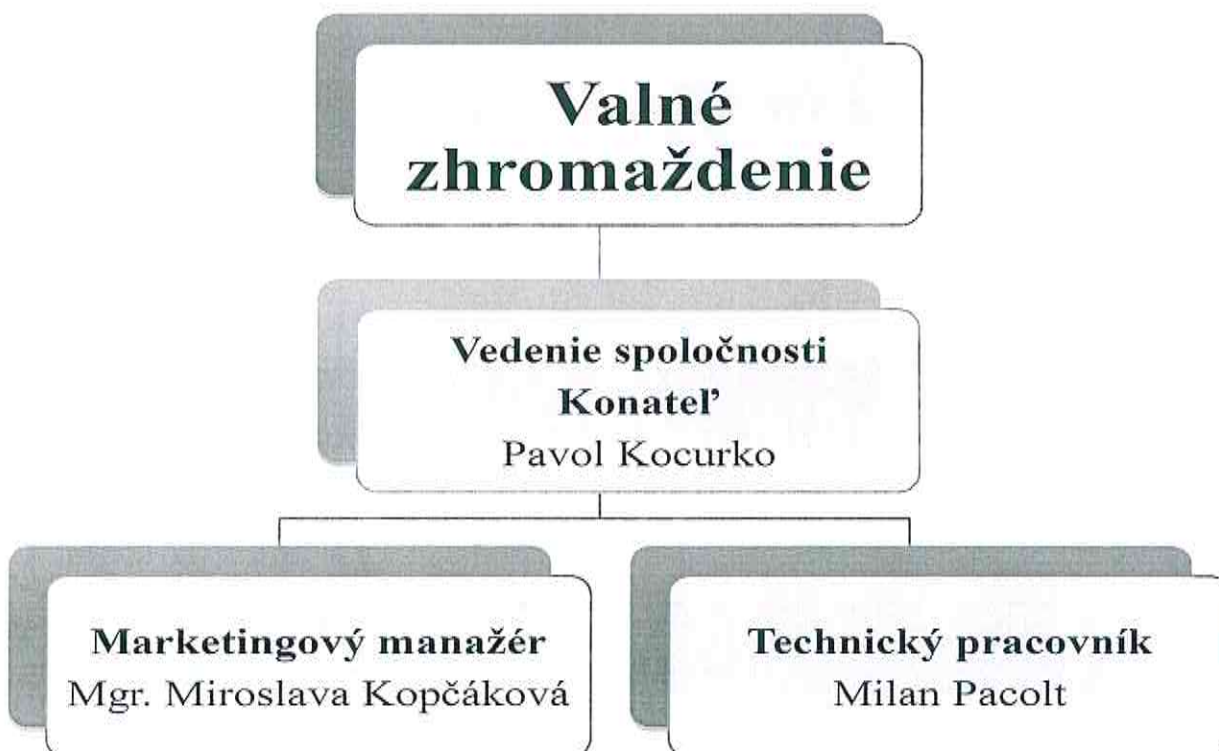 Valné
zhromaždenie
Vedenie spoločnosti
Konateľ
Pavol Kocurko
Marketingový manažér
Mgr. Miroslava Kopčáková
Technický pracovník
Milan Pacolt